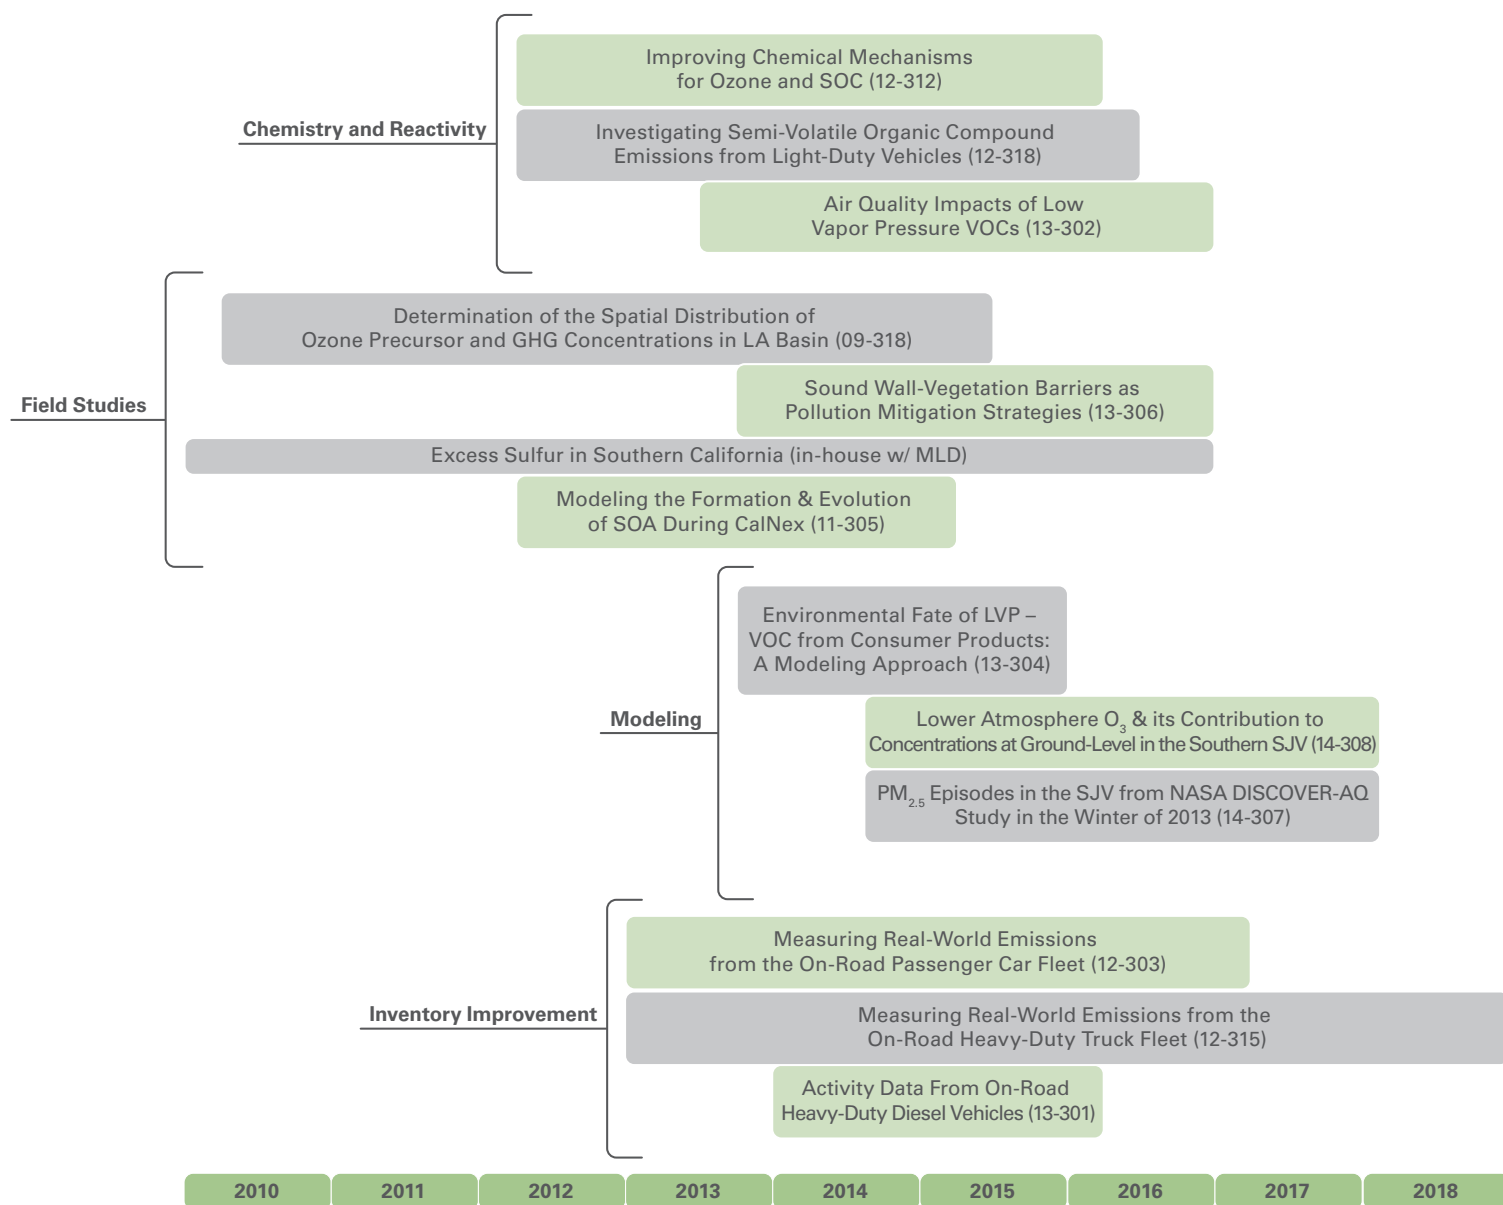 Chemistry and Reactivity
Improving Chemical Mechanisms
for Ozone and SOC (12-312)
Investigating Semi-Volatile Organic Compound
Emissions from Light-Duty Vehicles (12-318)
Air Quality Impacts of Low
Vapor Pressure VOCs (13-302)
Field Studies
Determination of the Spatial Distribution of
Ozone Precursor and GHG Concentrations in LA Basin (09-318)
Sound Wall-Vegetation Barriers as
Pollution Mitigation Strategies (13-306)
Excess Sulfur in Southern California (in-house w/ MLD)
Modeling the Formation & Evolution
of SOA During CalNex (11-305)
Modeling
Environmental Fate of LVP –
VOC from Consumer Products:
A Modeling Approach (13-304)
Lower Atmosphere O₃ & its Contribution to
Concentrations at Ground-Level in the Southern SJV (14-308)
PM₂.₅ Episodes in the SJV from NASA DISCOVER-AQ
Study in the Winter of 2013 (14-307)
Inventory Improvement
Measuring Real-World Emissions
from the On-Road Passenger Car Fleet (12-303)
Measuring Real-World Emissions from the
On-Road Heavy-Duty Truck Fleet (12-315)
Activity Data From On-Road
Heavy-Duty Diesel Vehicles (13-301)
2010 2011 2012 2013 2014 2015 2016 2017 2018